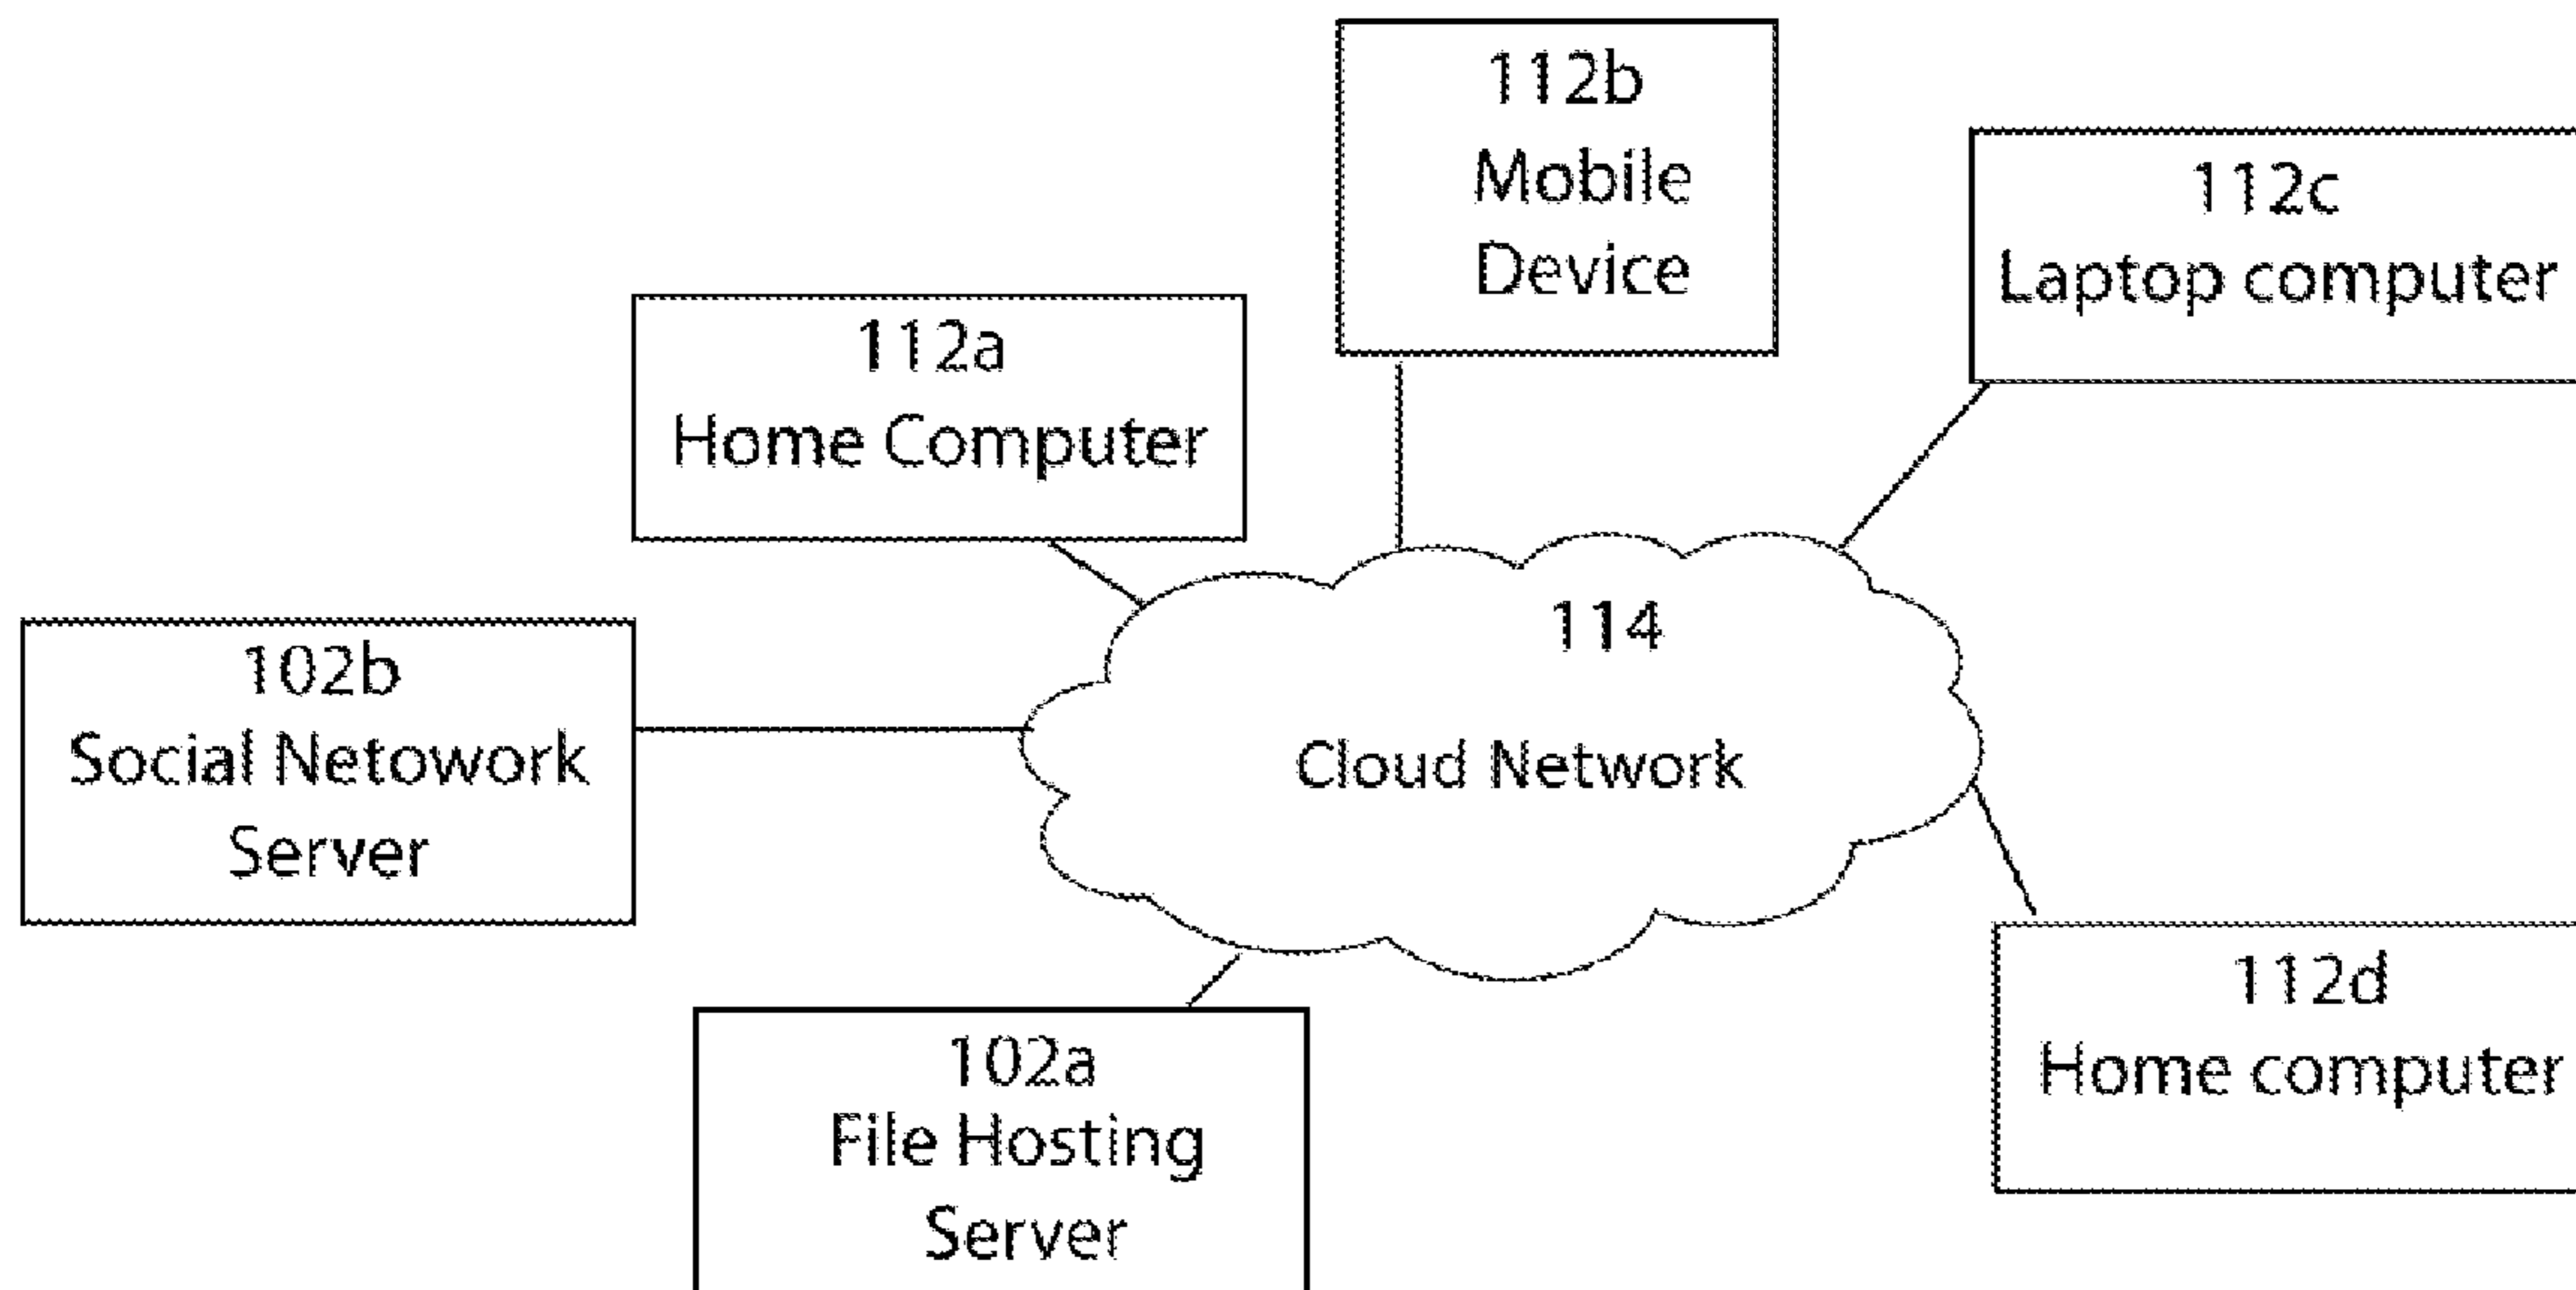 112b
Mobile
Device
112c
Laptop computer
112a
Home Computer
114
Cloud Network
102b
Social Netowork
Server
112d
Home computer
102a
File Hosting
Server